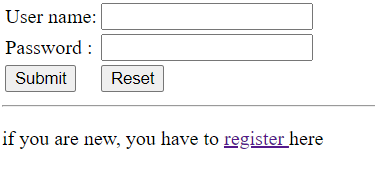 User name:
Password :
Submit Reset
if you are new, you have to register here